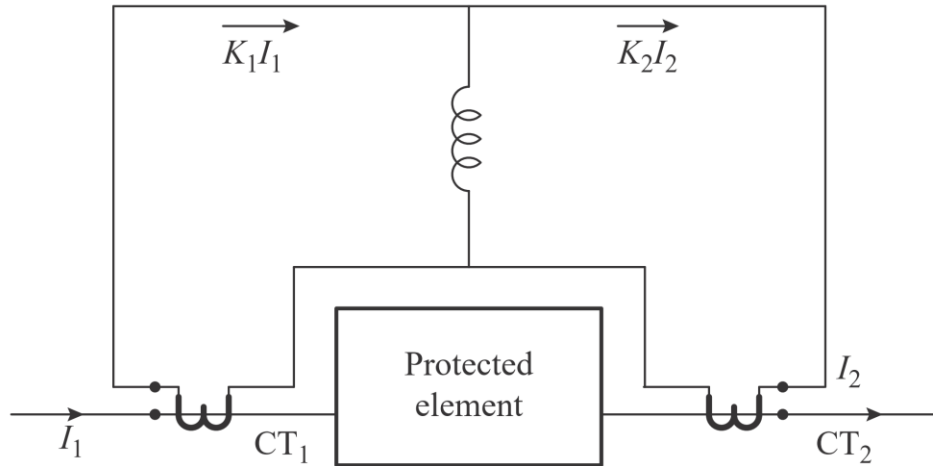 K₁I₁
K₂I₂
Protected
element
I₂
I₁
CT₁
CT₂